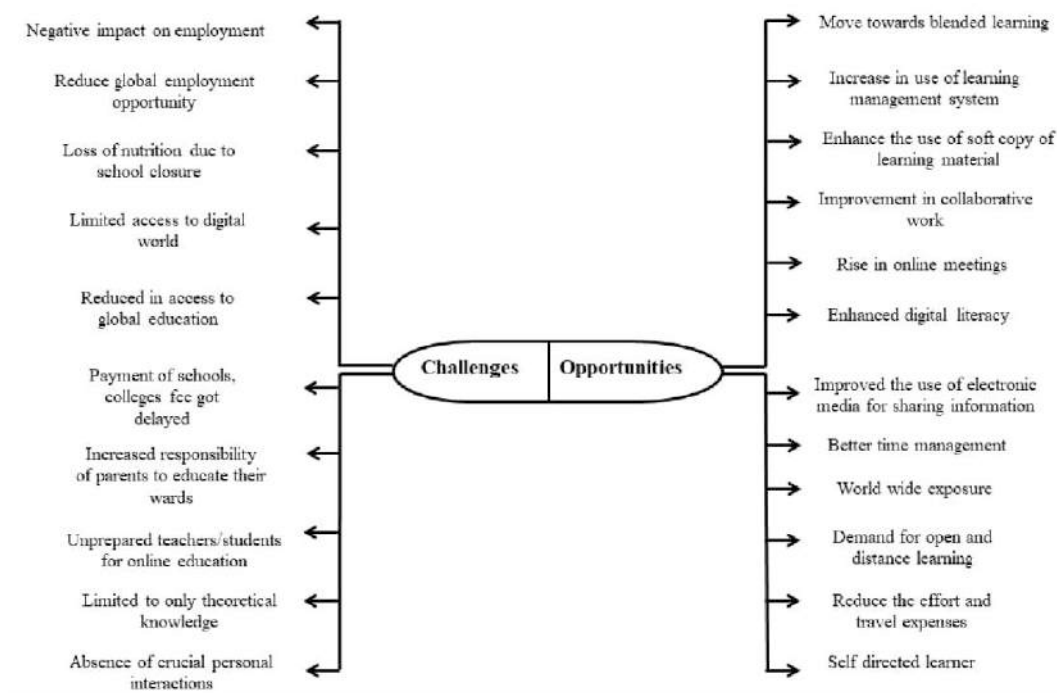 Negative impact on employment
Reduce global employment
opportunity
Loss of nutrition due to
school closure
Limited access to digital
world
Reduced in access to
global education
Payment of schools,
colleges fee got
delayed
Increased responsibility
of parents to educate their
wards
Unprepared teachers/students
for online education
Limited to only theoretical
knowledge
Absence of crucial personal
interactions
Challenges
Opportunities
Move towards blended learning
Increase in use of learning
management system
Enhance the use of soft copy of
learning material
Improvement in collaborative
work
Rise in online meetings
Enhanced digital literacy
Improved the use of electronic
media for sharing information
Better time management
World wide exposure
Demand for open and
distance learning
Reduce the effort and
travel expenses
Self directed learner